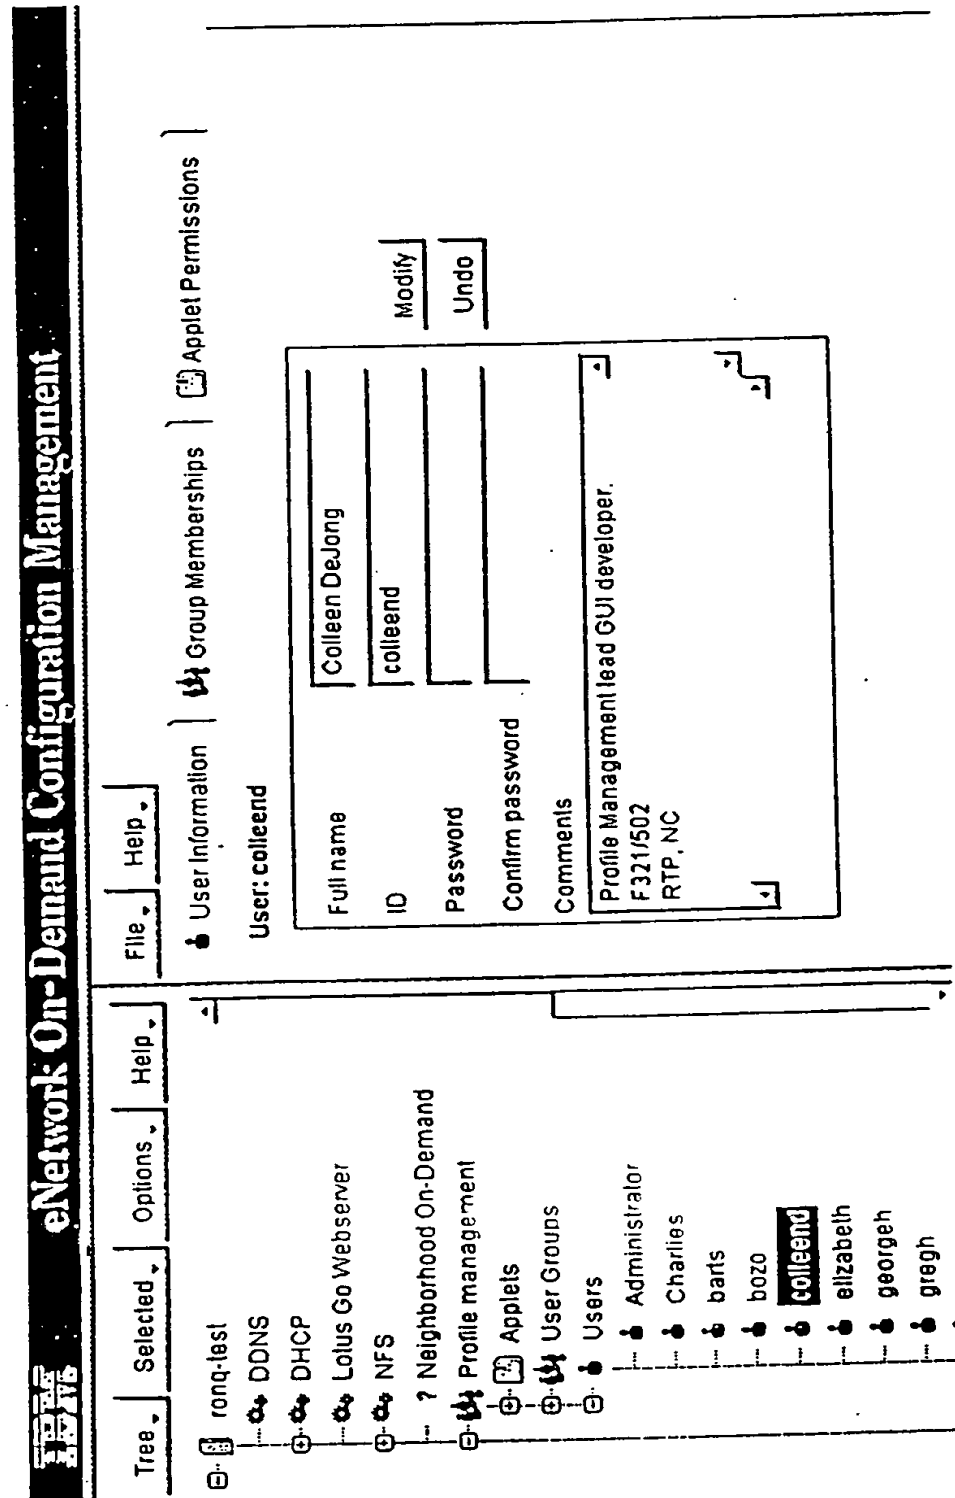 IBM
eNetwork On-Demand Configuration Management
Tree
Selected
Options
Help
File
Help
ronq-test
DDNS
DHCP
Lotus Go Webserver
NFS
? Neighborhood On-Demand
Profile management
Applets
User Groups
Users
Administrator
Charlies
barts
bozo
colleend
elizabeth
georgeh
gregh
User Information
Group Memberships
Applet Permissions
User: colleend
Full name
Colleen DeJong
ID
colleend
Password
Confirm password
Comments
Profile Management lead GUI developer.
F321/502
RTP, NC
Modify
Undo